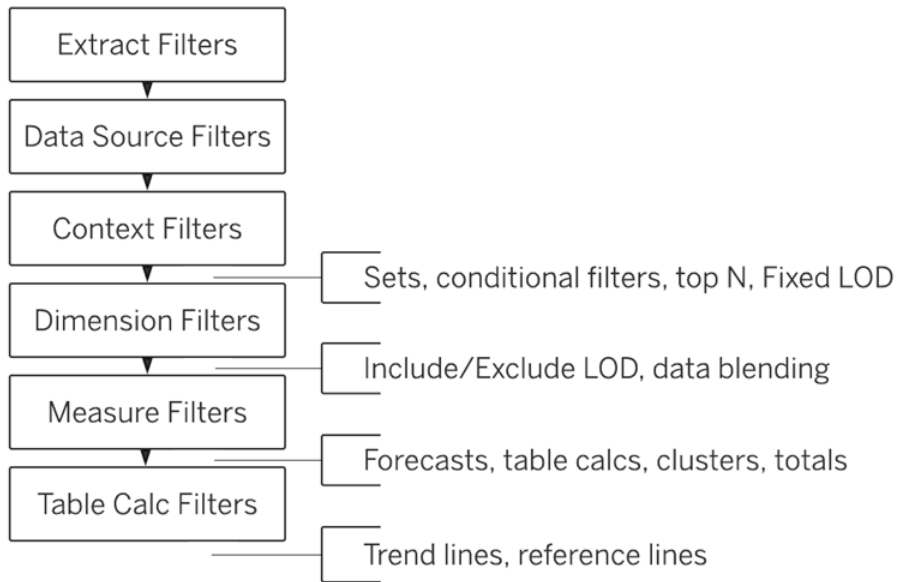 Extract Filters
Data Source Filters
Context Filters
Sets, conditional filters, top N, Fixed LOD
Dimension Filters
Include/Exclude LOD, data blending
Measure Filters
Forecasts, table calcs, clusters, totals
Table Calc Filters
Trend lines, reference lines